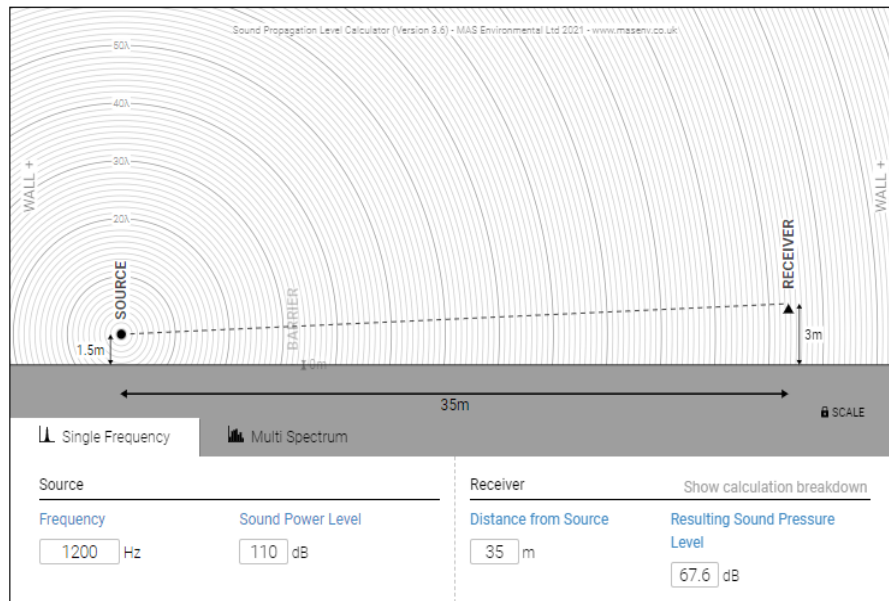 Sound Propagation Level Calculator (Version 3.6) - MAS Environmental Ltd 2021 - www.masenv.co.uk
50λ
40λ
30λ
20λ
WALL +
WALL +
SOURCE
BARRIER
RECEIVER
1.5m
0m
3m
35m
SCALE
Single Frequency
Multi Spectrum
Source
Receiver
Show calculation breakdown
Frequency
Sound Power Level
Distance from Source
Resulting Sound Pressure
Level
1200 Hz
110 dB
35 m
67.6 dB